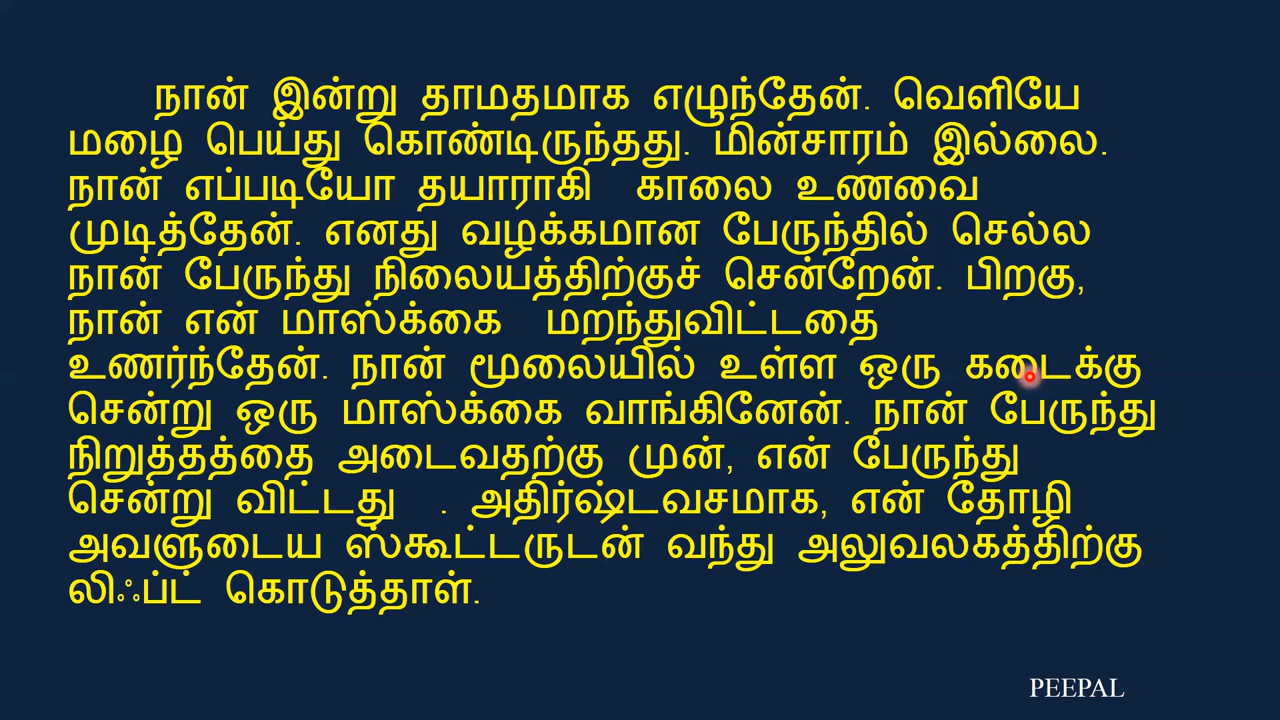 நான் இன்று தாமதமாக எழுந்தேன். வெளியே
மழை பெய்து கொண்டிருந்தது. மின்சாரம் இல்லை.
நான் எப்படியோ தயாராகி காலை உணவை
முடித்தேன். எனது வழக்கமான பேருந்தில் செல்ல
நான் பேருந்து நிலையத்திற்குச் சென்றேன். பிறகு,
நான் என் மாஸ்க்கை மறந்துவிட்டதை
உணர்ந்தேன். நான் மூலையில் உள்ள ஒரு கடைக்கு
சென்று ஒரு மாஸ்க்கை வாங்கினேன். நான் பேருந்து
நிறுத்தத்தை அடைவதற்கு முன், என் பேருந்து
சென்று விட்டது . அதிர்ஷ்டவசமாக, என் தோழி
அவளுடைய ஸ்கூட்டருடன் வந்து அலுவலகத்திற்கு
லிஃப்ட் கொடுத்தாள்.
PEEPAL